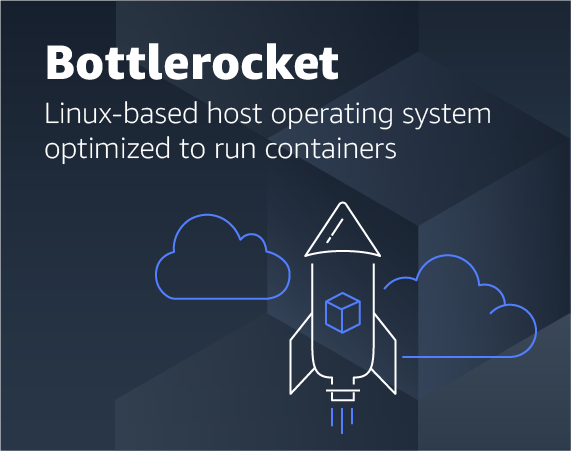 Bottlerocket
Linux-based host operating system
optimized to run containers